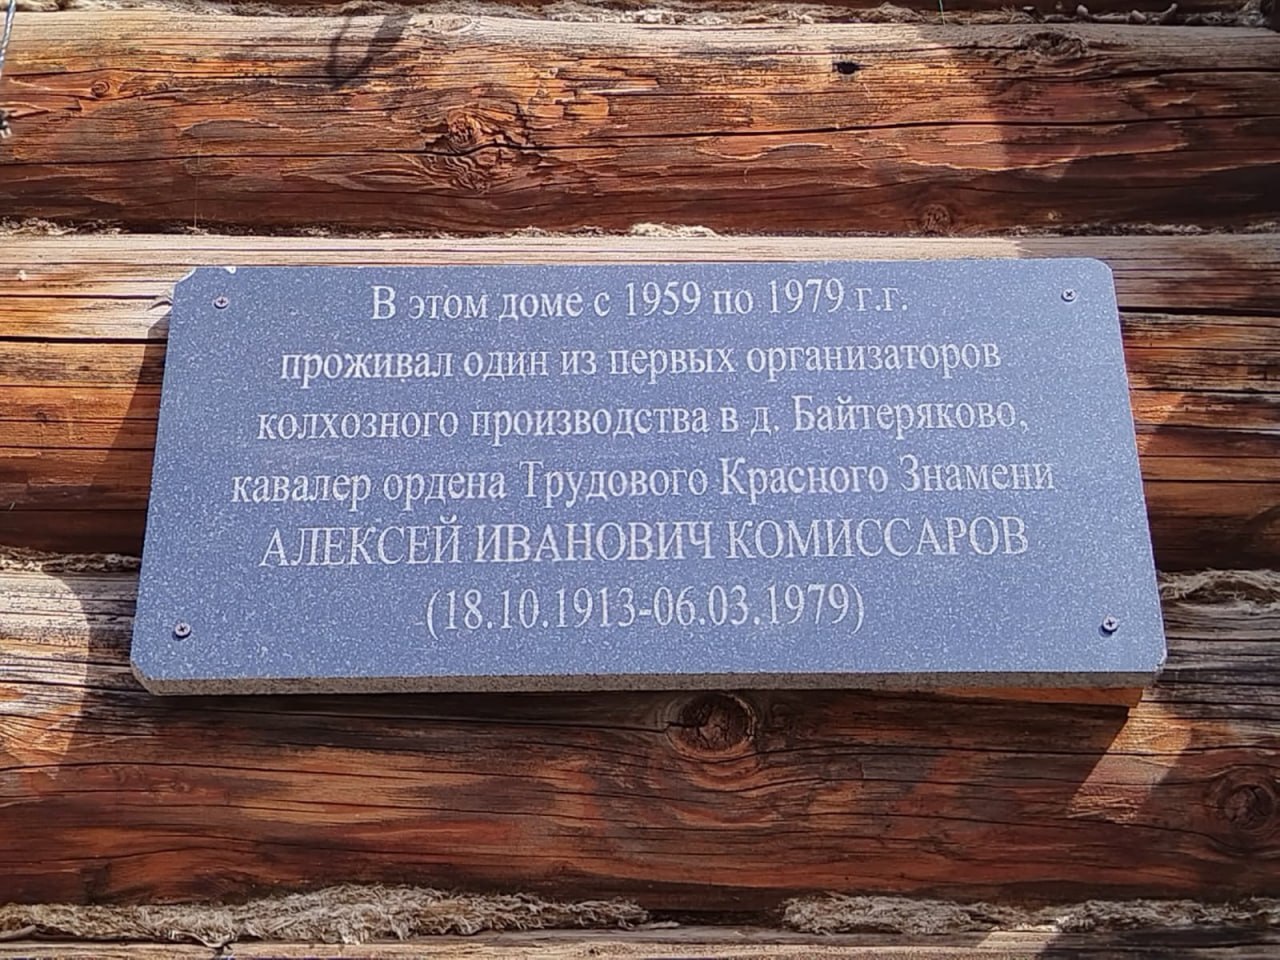 В этом доме с 1959 по 1979 г.г.
проживал один из первых организаторов
колхозного производства в д. Байтеряково,
кавалер ордена Трудового Красного Знамени
АЛЕКСЕЙ ИВАНОВИЧ КОМИССАРОВ
(18.10.1913-06.03.1979)